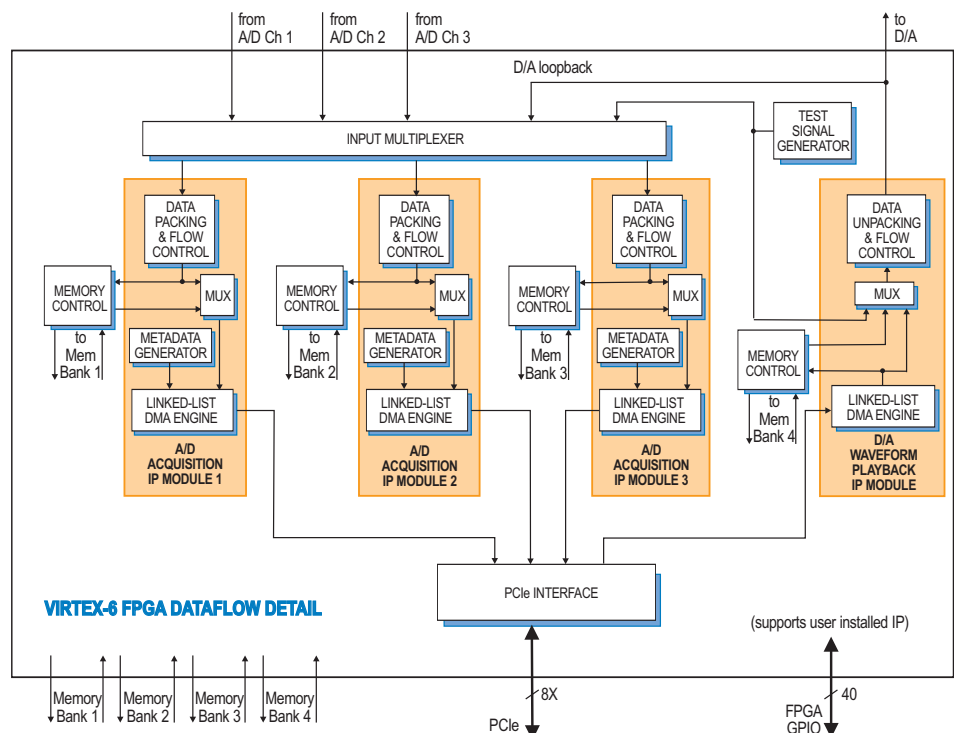 from
A/D Ch 1
from
A/D Ch 2
from
A/D Ch 3
to
D/A
D/A loopback
INPUT MULTIPLEXER
TEST
SIGNAL
GENERATOR
DATA
PACKING
& FLOW
CONTROL
MEMORY
CONTROL
MUX
to
Mem
Bank 1
METADATA
GENERATOR
LINKED-LIST
DMA ENGINE
A/D
ACQUISITION
IP MODULE 1
DATA
PACKING
& FLOW
CONTROL
MEMORY
CONTROL
MUX
to
Mem
Bank 2
METADATA
GENERATOR
LINKED-LIST
DMA ENGINE
A/D
ACQUISITION
IP MODULE 2
DATA
PACKING
& FLOW
CONTROL
MEMORY
CONTROL
MUX
to
Mem
Bank 3
METADATA
GENERATOR
LINKED-LIST
DMA ENGINE
A/D
ACQUISITION
IP MODULE 3
DATA
UNPACKING
& FLOW
CONTROL
MUX
MEMORY
CONTROL
to
Mem
Bank 4
LINKED-LIST
DMA ENGINE
D/A
WAVEFORM
PLAYBACK
IP MODULE
PCIe INTERFACE
VIRTEX-6 FPGA DATAFLOW DETAIL
(supports user installed IP)
Memory
Bank 1
Memory
Bank 2
Memory
Bank 3
Memory
Bank 4
8X
PCIe
40
FPGA
GPIO